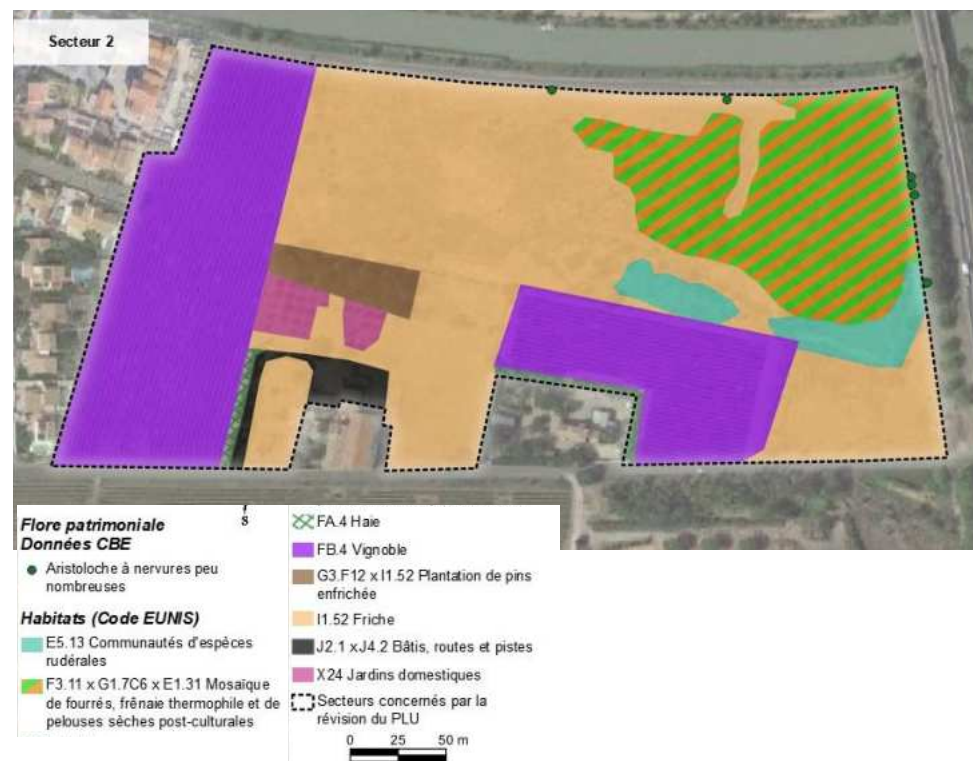 Secteur 2
Flore patrimoniale
Données CBE
Aristoloche à nervures peu
nombreuses
Habitats (Code EUNIS)
E5.13 Communautés d'espèces
rudérales
F3.11 x G1.7C6 x E1.31 Mosaïque
de fourrés, frênaie thermophile et de
pelouses sèches post-culturales
S
FA.4 Haie
FB.4 Vignoble
G3.F12 x I1.52 Plantation de pins
enfrichée
I1.52 Friche
J2.1 x J4.2 Bâtis, routes et pistes
X24 Jardins domestiques
Secteurs concernés par la
révision du PLU
0 25 50 m